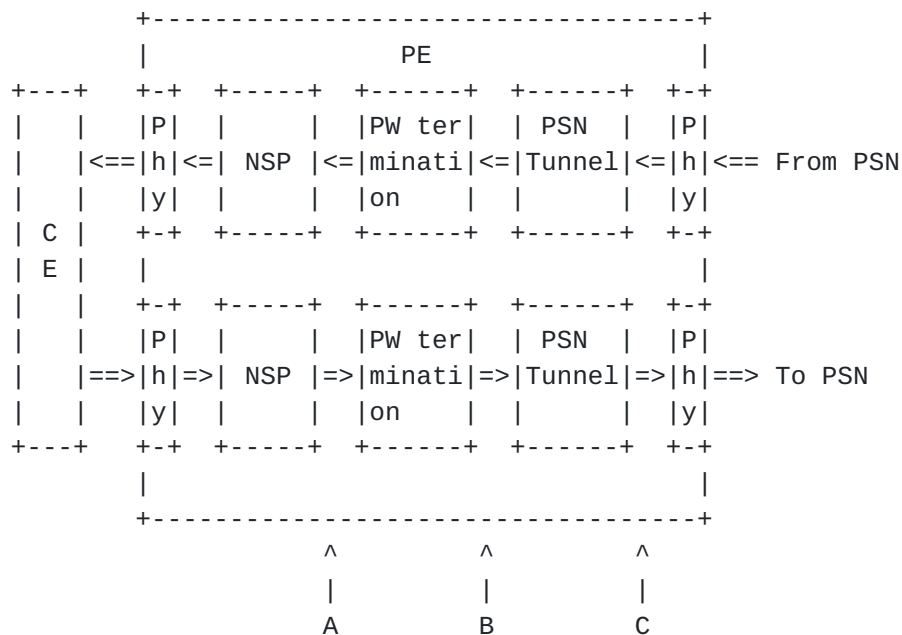 PE
P PW ter PSN P
<== h <= NSP <= minati <= Tunnel <= h <== From PSN
y on y
C
E
P PW ter PSN P
==> h => NSP => minati => Tunnel => h ==> To PSN
y on y
^ ^ ^
A B C